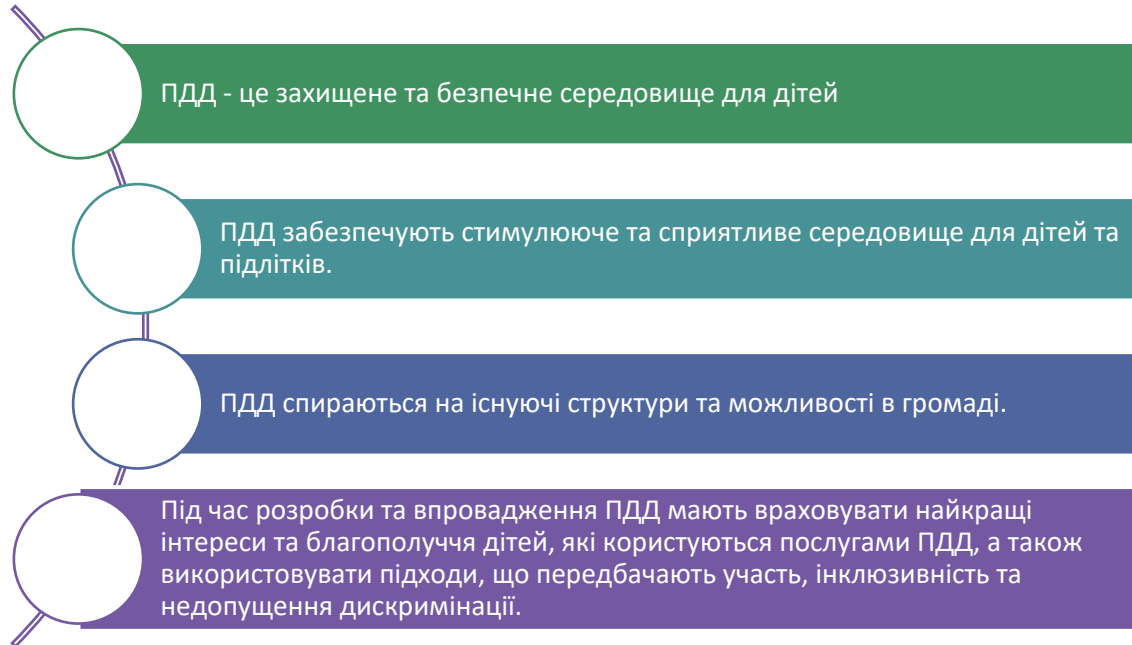 ПДД - це захищене та безпечне середовище для дітей
ПДД забезпечують стимулююче та сприятливе середовище для дітей та
підлітків.
ПДД спираються на існуючі структури та можливості в громаді.
Під час розробки та впровадження ПДД мають враховувати найкращі
інтереси та благополуччя дітей, які користуються послугами ПДД, а також
використовувати підходи, що передбачають участь, інклюзивність та
недопущення дискримінації.